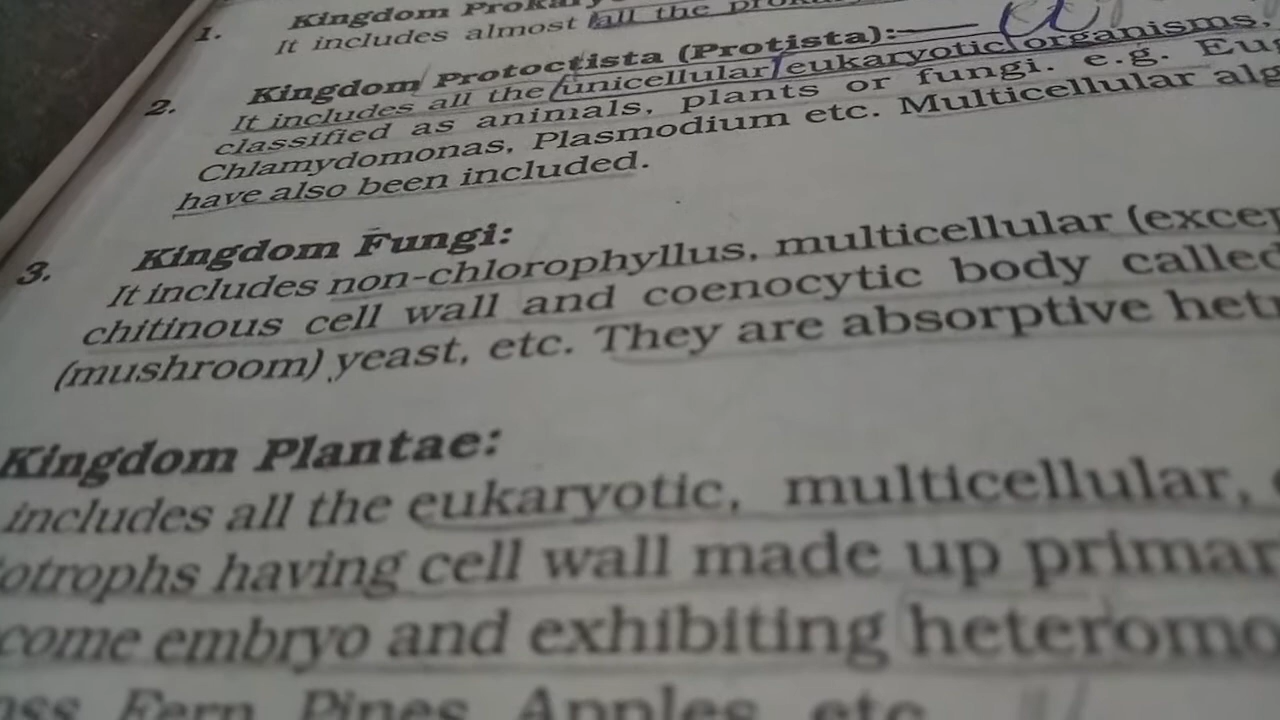 1. Kingdom
It includes almost all the
2. Kingdom Protoctista (Protista):
It includes all the unicellular eukaryotic organisms,
classified as animals, plants or fungi. e.g.
Chlamydomonas, Plasmodium etc. Multicellular
have also been included.
3. Kingdom Fungi:
It includes non-chlorophyllus, multicellular
chitinous cell wall and coenocytic body called
(mushroom) yeast, etc. They are absorptive
Kingdom Plantae:
includes all the eukaryotic, multicellular,
having cell wall made up
come embryo and exhibiting
Fern Pines Apples etc